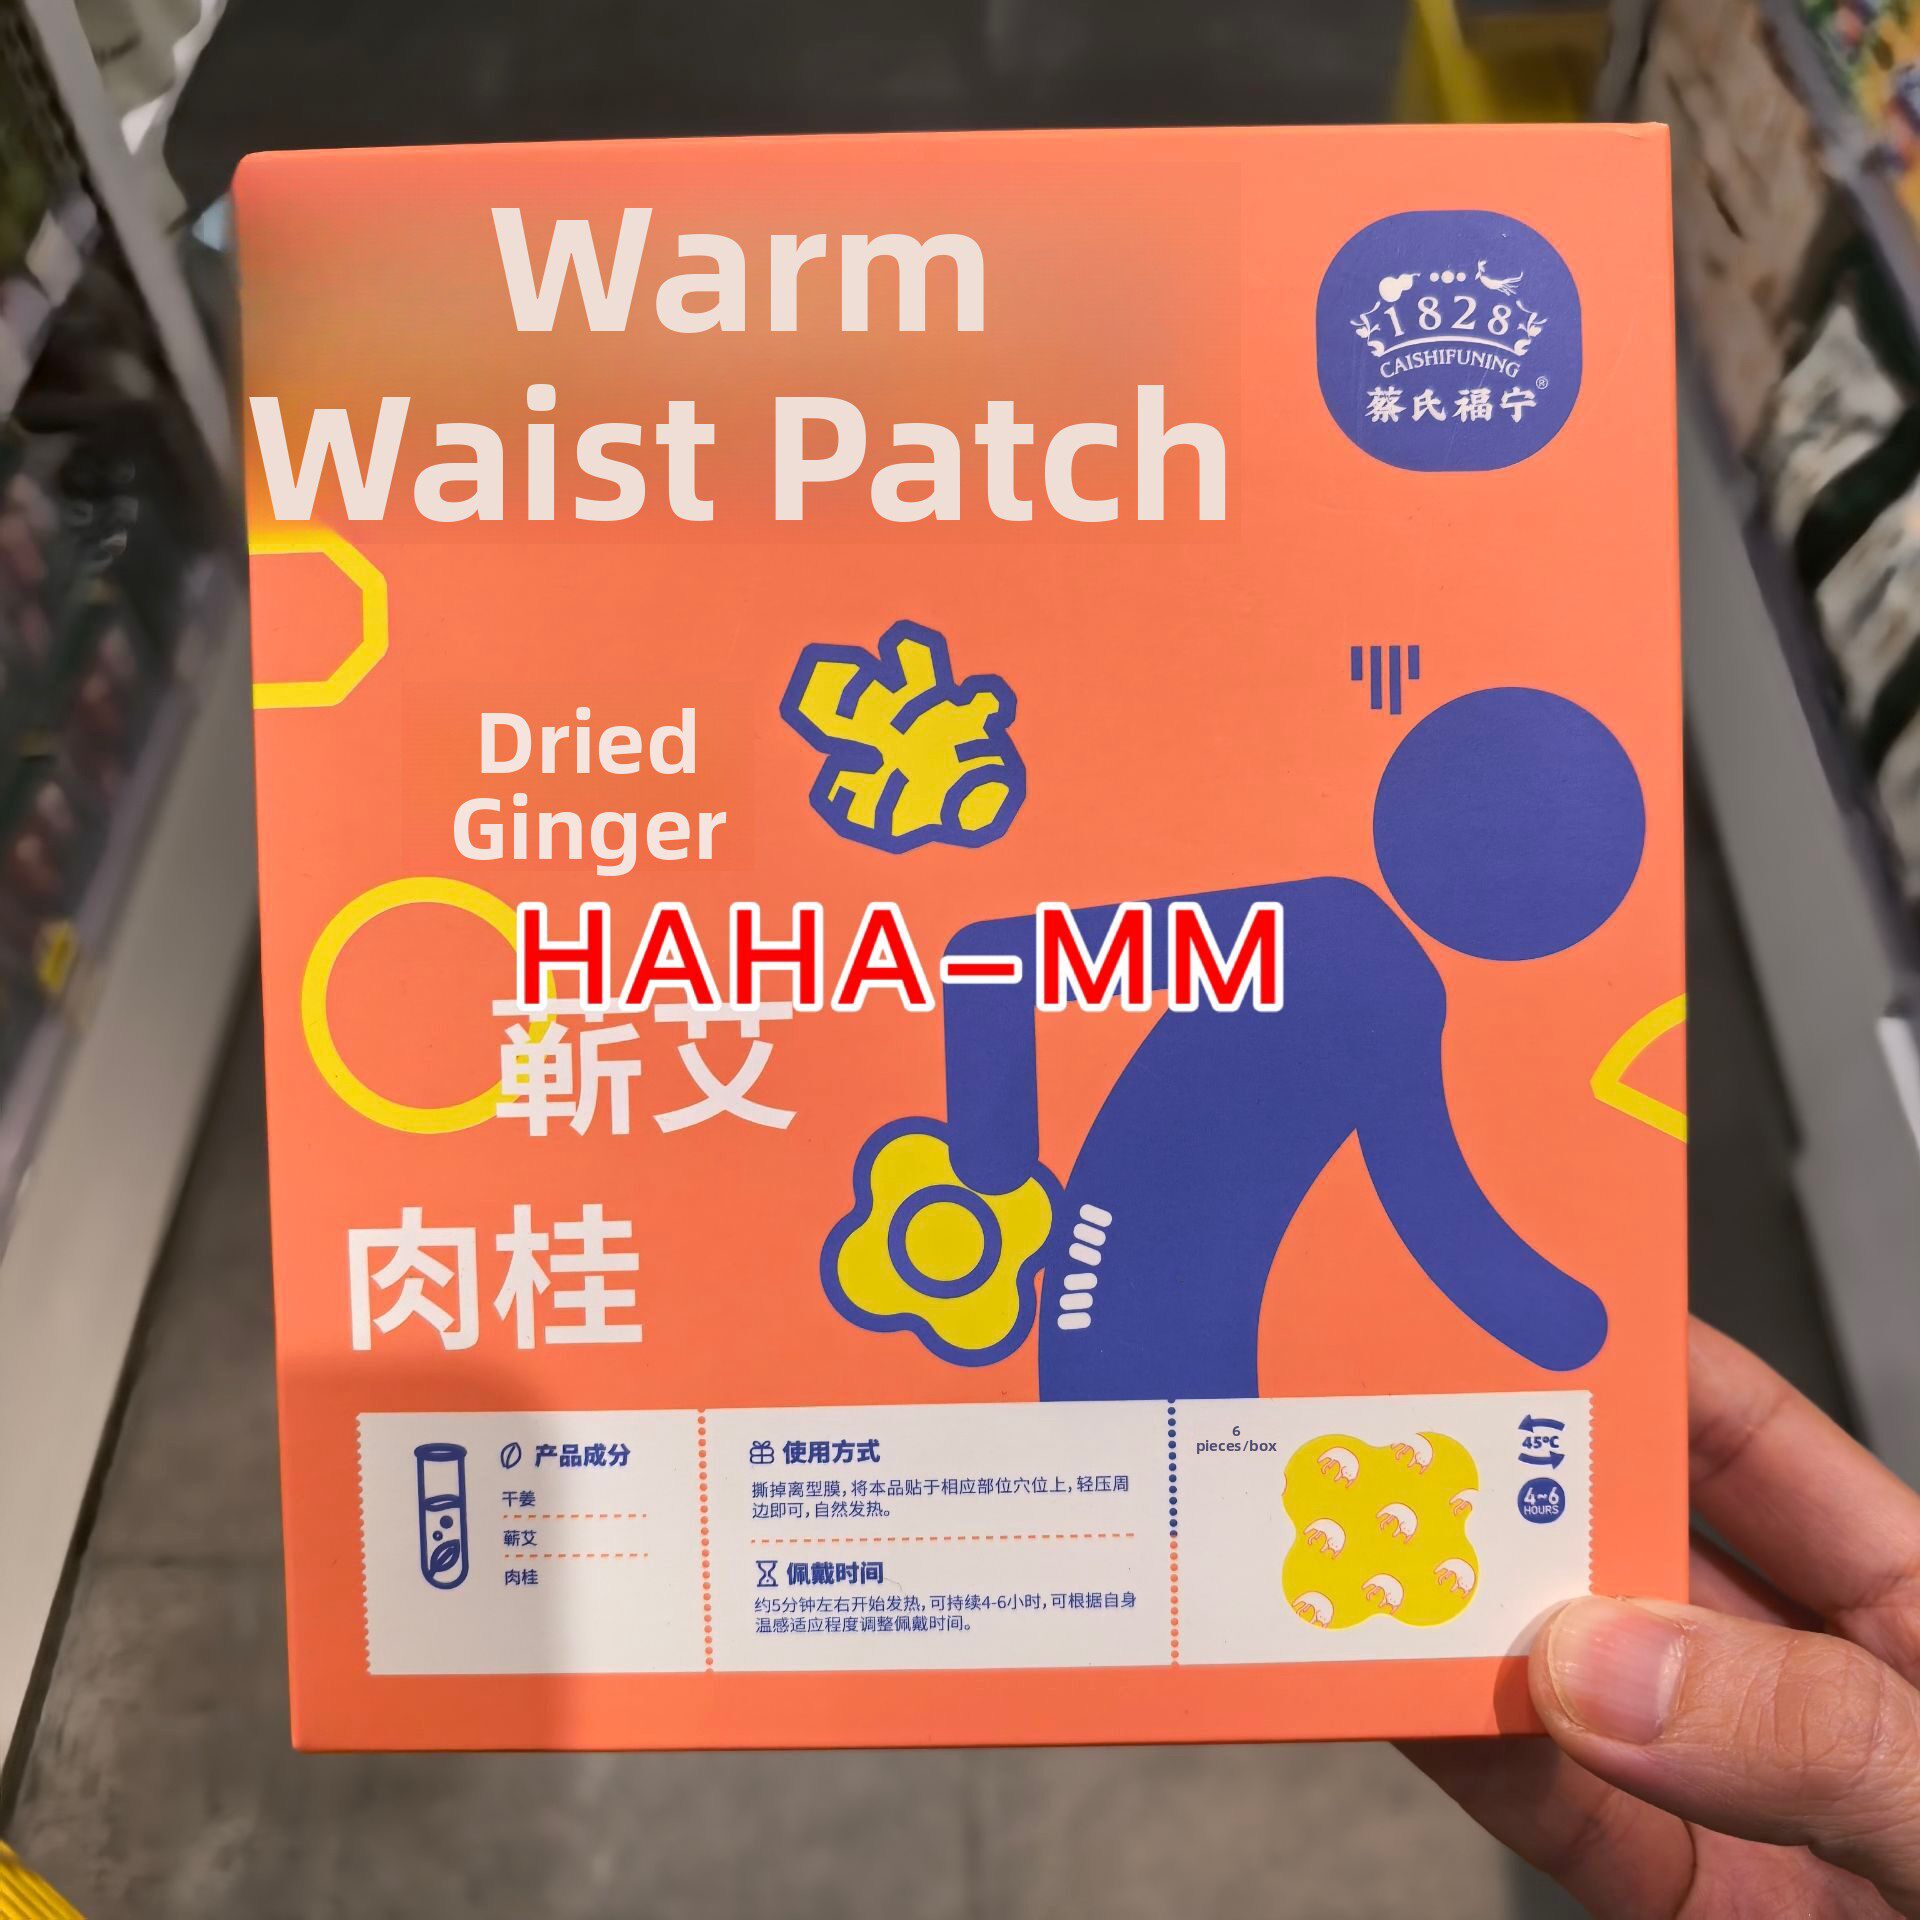 Warm
Waist Patch
1828
CAISHIFUNING
蔡氏福宁®
Dried
Ginger
HAHA-MM
蕲艾
肉桂
产品成分
干姜
蕲艾
肉桂
使用方式
撕掉离型膜,将本品贴于相应部位穴位上,轻压周
边即可,自然发热。
佩戴时间
约5分钟左右开始发热,可持续4-6小时,可根据自身
温感适应程度调整佩戴时间。
6
pieces/box
45℃
4~6
HOURS